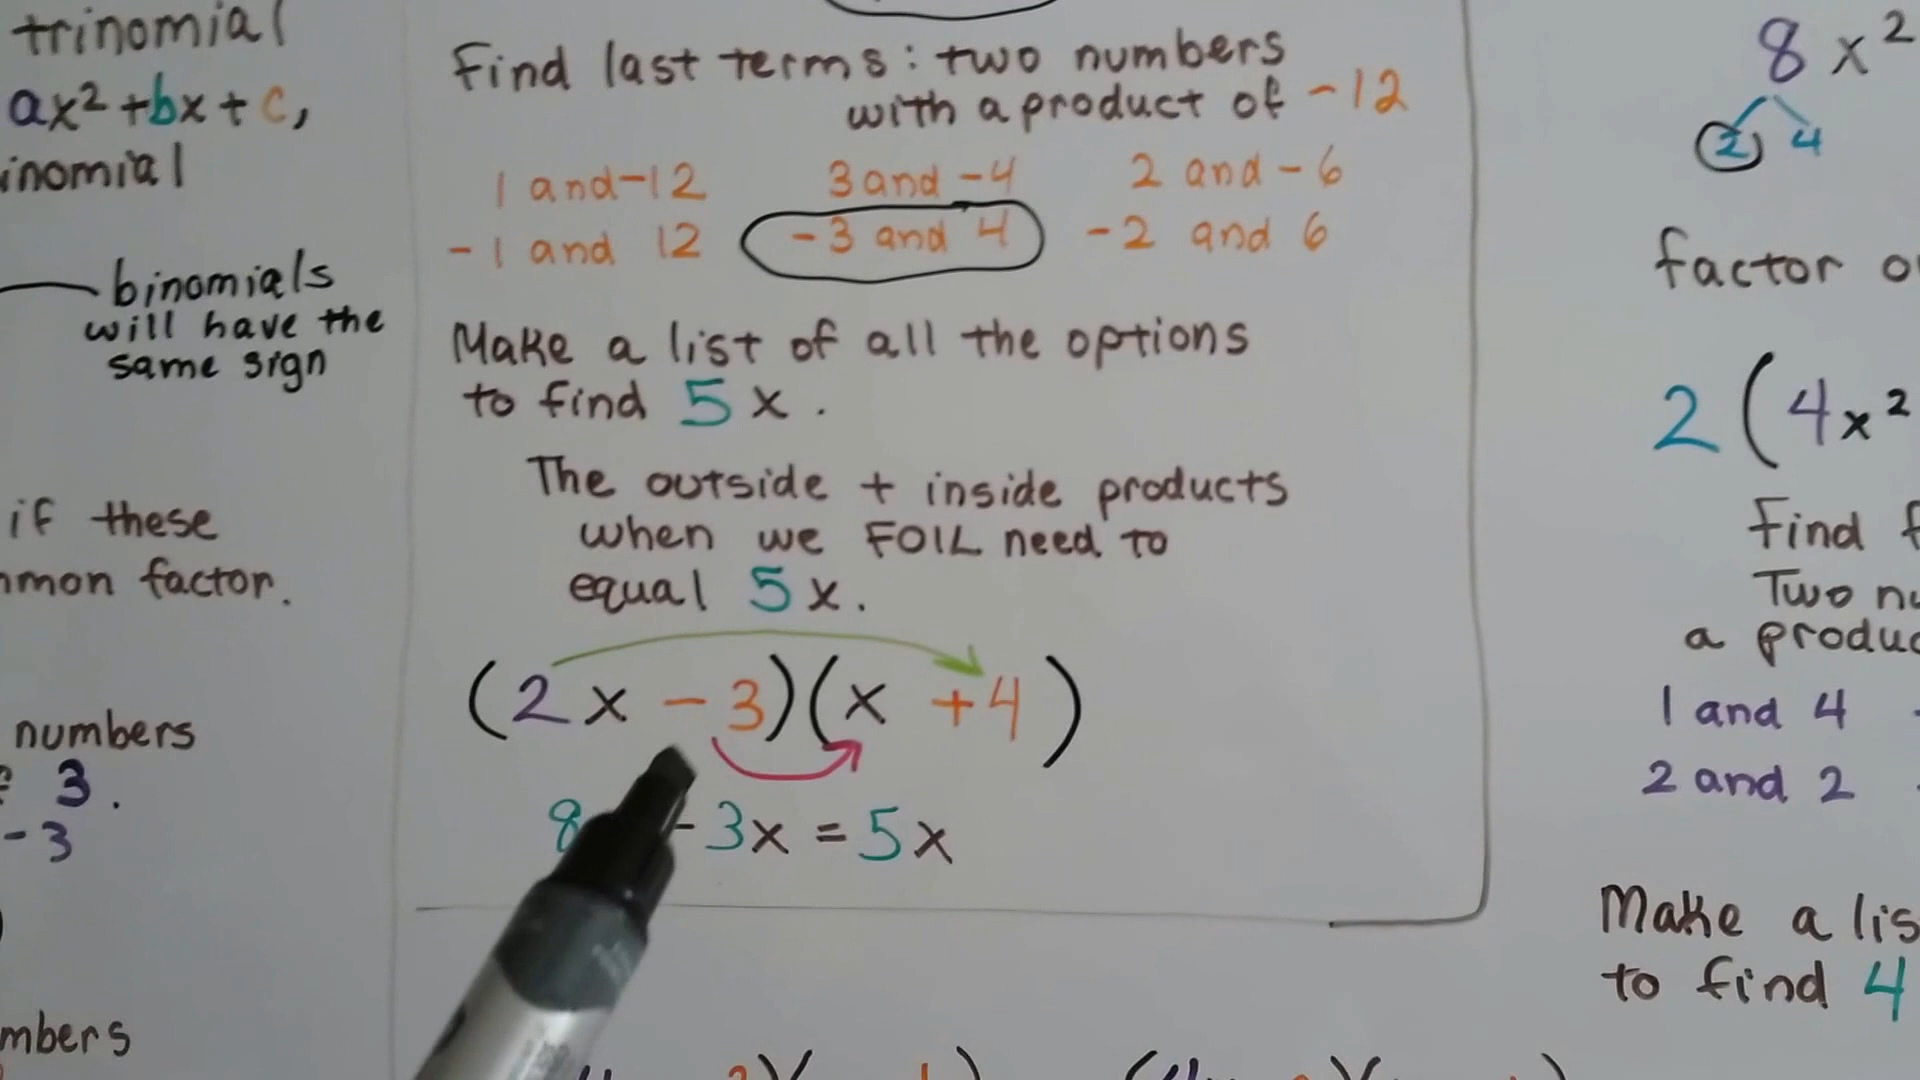 trinomial
ax² + bx + c,
inomial
binomials
will have the
same sign
if these
mmon factor.
numbers
3.
-3
mbers
Find last terms: two numbers
with a product of -12
1 and -12 3 and -4 2 and -6
-1 and 12 -3 and 4 -2 and 6
Make a list of all the options
to find 5x.
The outside + inside products
when we FOIL need to
equal 5x.
(2x - 3)(x + 4)
8 - 3x = 5x
8x²
2 4
factor o
2(4x²
Find f
Two nu
a produc
1 and 4
2 and 2
Make a lis
to find 4